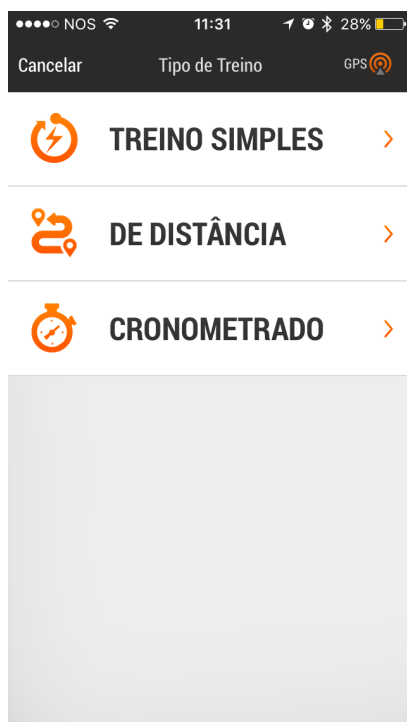 NOS 11:31 28%
Cancelar Tipo de Treino GPS
TREINO SIMPLES
DE DISTÂNCIA
CRONOMETRADO